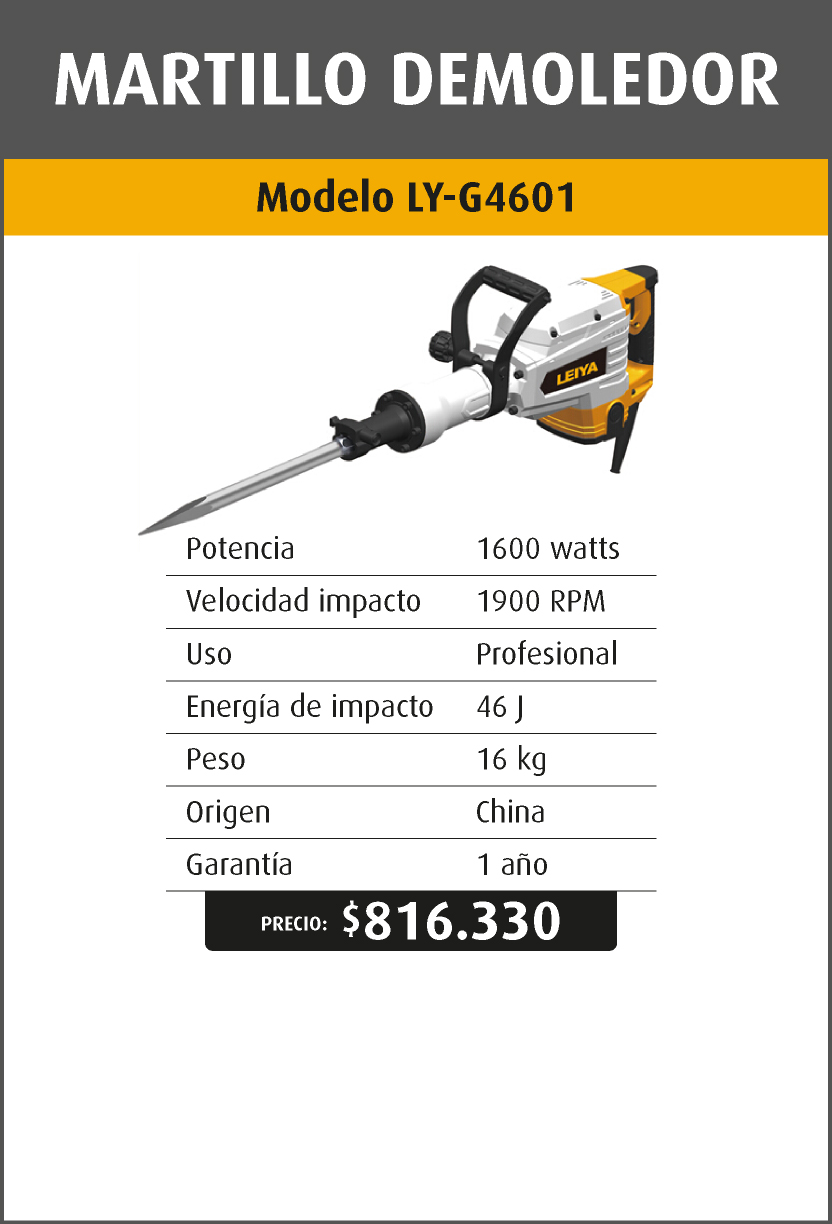 MARTILLO DEMOLEDOR
Modelo LY-G4601
LEIYA
Potencia 1600 watts
Velocidad impacto 1900 RPM
Uso Profesional
Energía de impacto 46 J
Peso 16 kg
Origen China
Garantía 1 año
PRECIO: $816.330